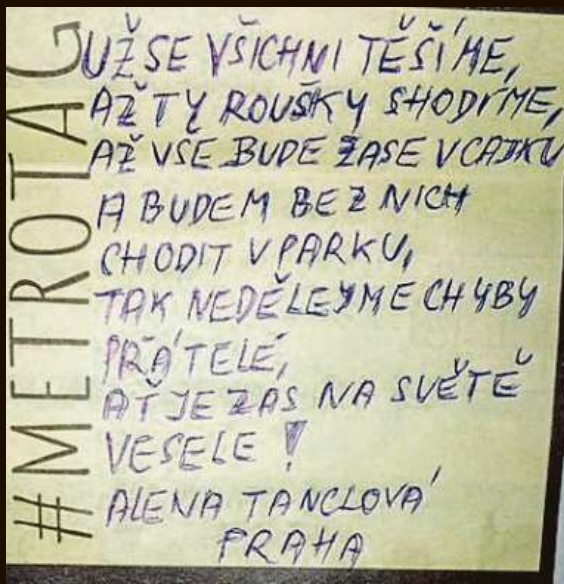 #METROTAG
UŽ SE VŠICHNI TĚŠÍME,
AŽ TY ROUŠKY SHODÍME,
AŽ VŠE BUDE ZASE V CAJKU
A BUDEM BEZ NICH
CHODIT V PARKU,
TAK NEDĚLEJME CHYBY
PŘÁTELÉ,
AŤ JE ZAS NA SVĚTĚ
VESELE !
ALENA TANCLOVÁ
PRAHA